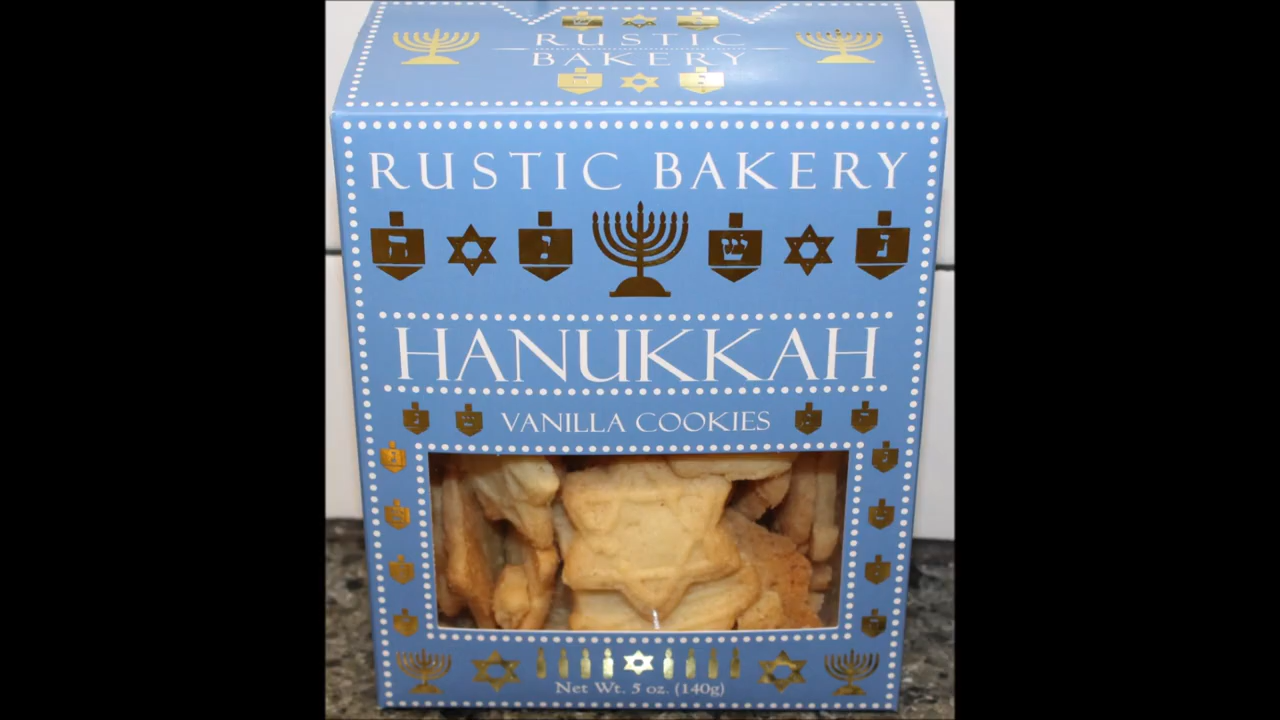 RUSTIC
BAKERY
RUSTIC BAKERY
ה נ ש נ
HANUKKAH
VANILLA COOKIES
Net Wt. 5 oz. (140g)